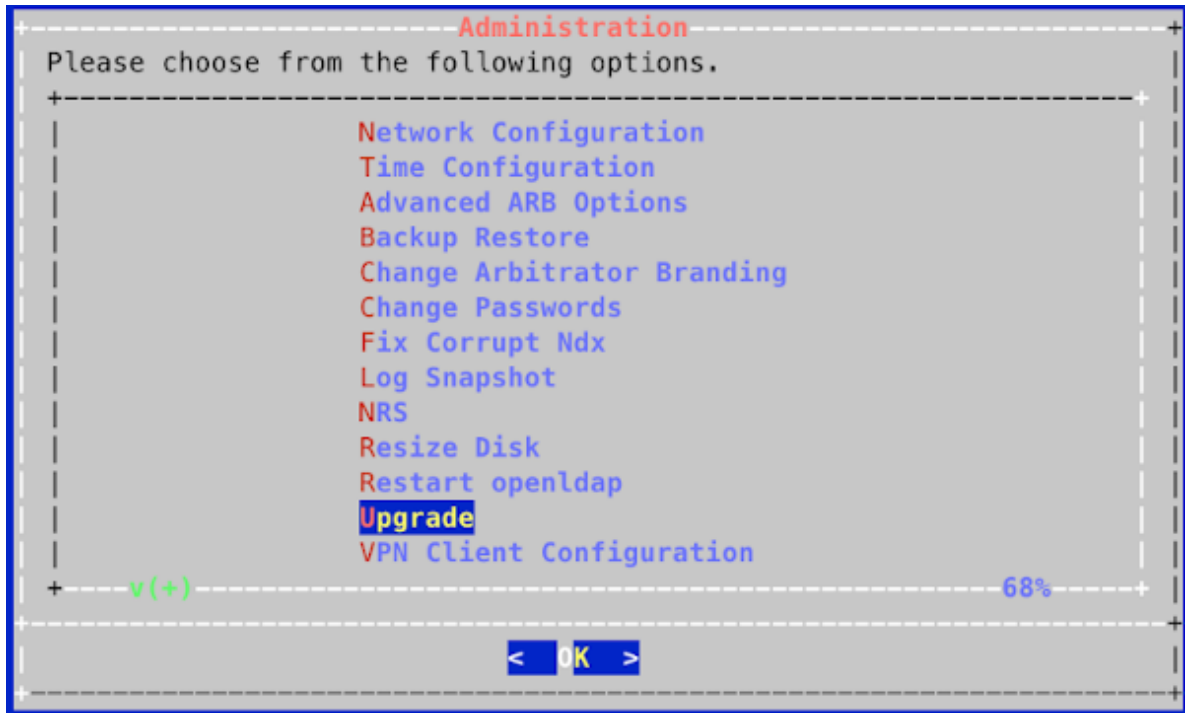 Administration
Please choose from the following options.
Network Configuration
Time Configuration
Advanced ARB Options
Backup Restore
Change Arbitrator Branding
Change Passwords
Fix Corrupt Ndx
Log Snapshot
NRS
Resize Disk
Restart openldap
Upgrade
VPN Client Configuration
v(+) 68%
< OK >